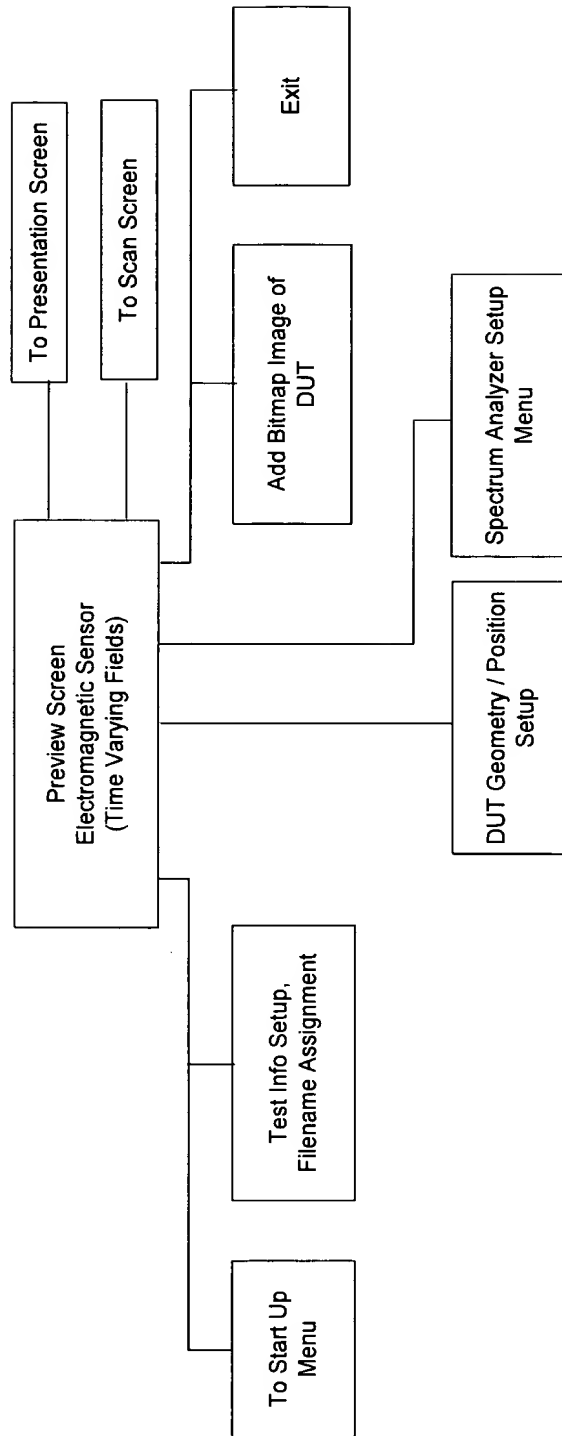 Preview Screen
Electromagnetic Sensor
(Time Varying Fields)
To Presentation Screen
To Scan Screen
To Start Up
Menu
Test Info Setup,
Filename Assignment
Add Bitmap Image of
DUT
Exit
DUT Geometry / Position
Setup
Spectrum Analyzer Setup
Menu